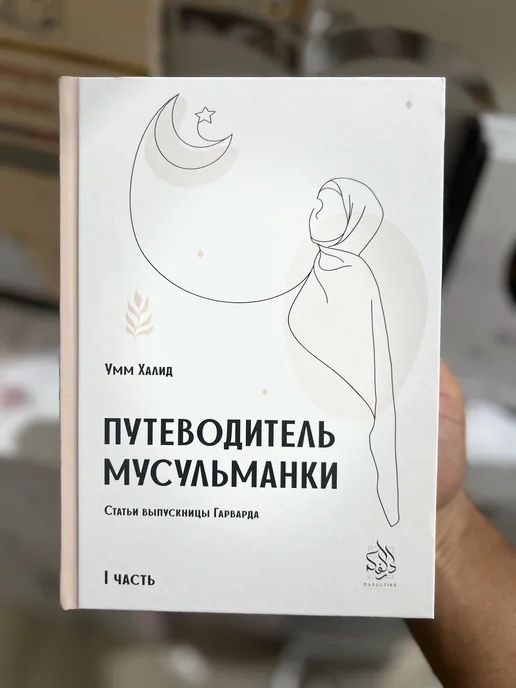 Умм Халид
ПУТЕВОДИТЕЛЬ
МУСУЛЬМАНКИ
Статьи выпускницы Гарварда
I часть
DARULFIKR